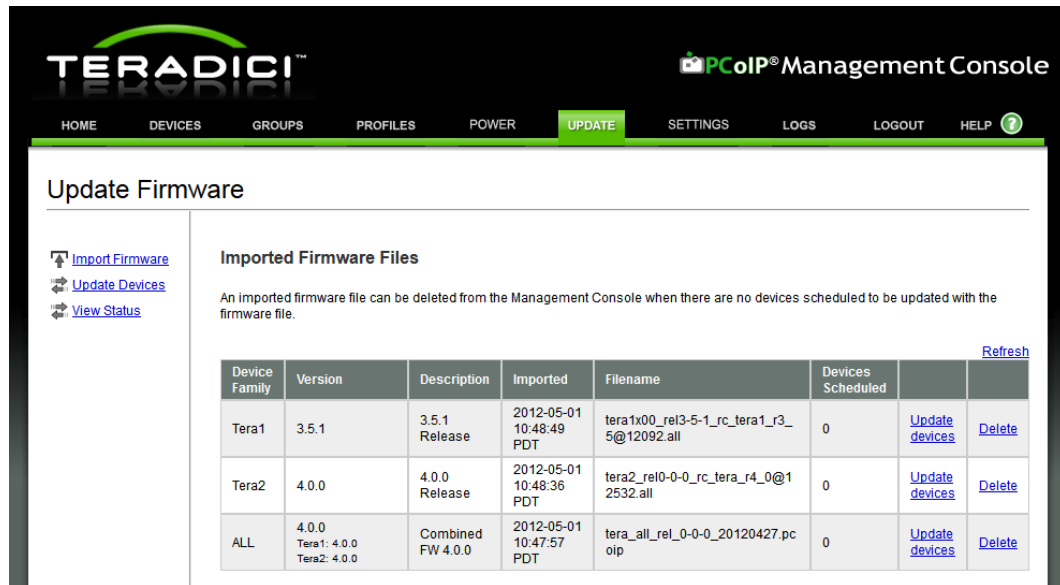 TERADICI™
PCoIP® Management Console
HOME DEVICES GROUPS PROFILES POWER UPDATE SETTINGS LOGS LOGOUT HELP ?
Update Firmware
Import Firmware
Update Devices
View Status
Imported Firmware Files
An imported firmware file can be deleted from the Management Console when there are no devices scheduled to be updated with the
firmware file.
Refresh
Device
Family
Version
Description
Imported
Filename
Devices
Scheduled
Tera1
3.5.1
3.5.1
Release
2012-05-01
10:48:49
PDT
tera1x00_rel3-5-1_rc_tera1_r3_
5@12092.all
0
Update
devices
Delete
Tera2
4.0.0
4.0.0
Release
2012-05-01
10:48:36
PDT
tera2_rel0-0-0_rc_tera_r4_0@1
2532.all
0
Update
devices
Delete
ALL
4.0.0
Tera1: 4.0.0
Tera2: 4.0.0
Combined
FW 4.0.0
2012-05-01
10:47:57
PDT
tera_all_rel_0-0-0_20120427.pc
oip
0
Update
devices
Delete